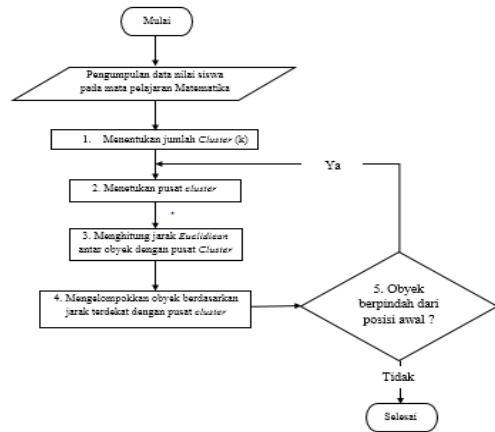 Mulai
Pengumpulan data nilai siswa
pada mata pelajaran Matematika
1. Menentukan jumlah Cluster (k)
Ya
2. Metetukan pusat cluster
3. Menghitung jarak Euclidiean
antar obyek dengan pusat Cluster
4. Mengelompokkan obyek berdasarkan
jarak terdekat dengan pusat cluster
5. Obyek
berpindah dari
posisi awal ?
Tidak
Selesai